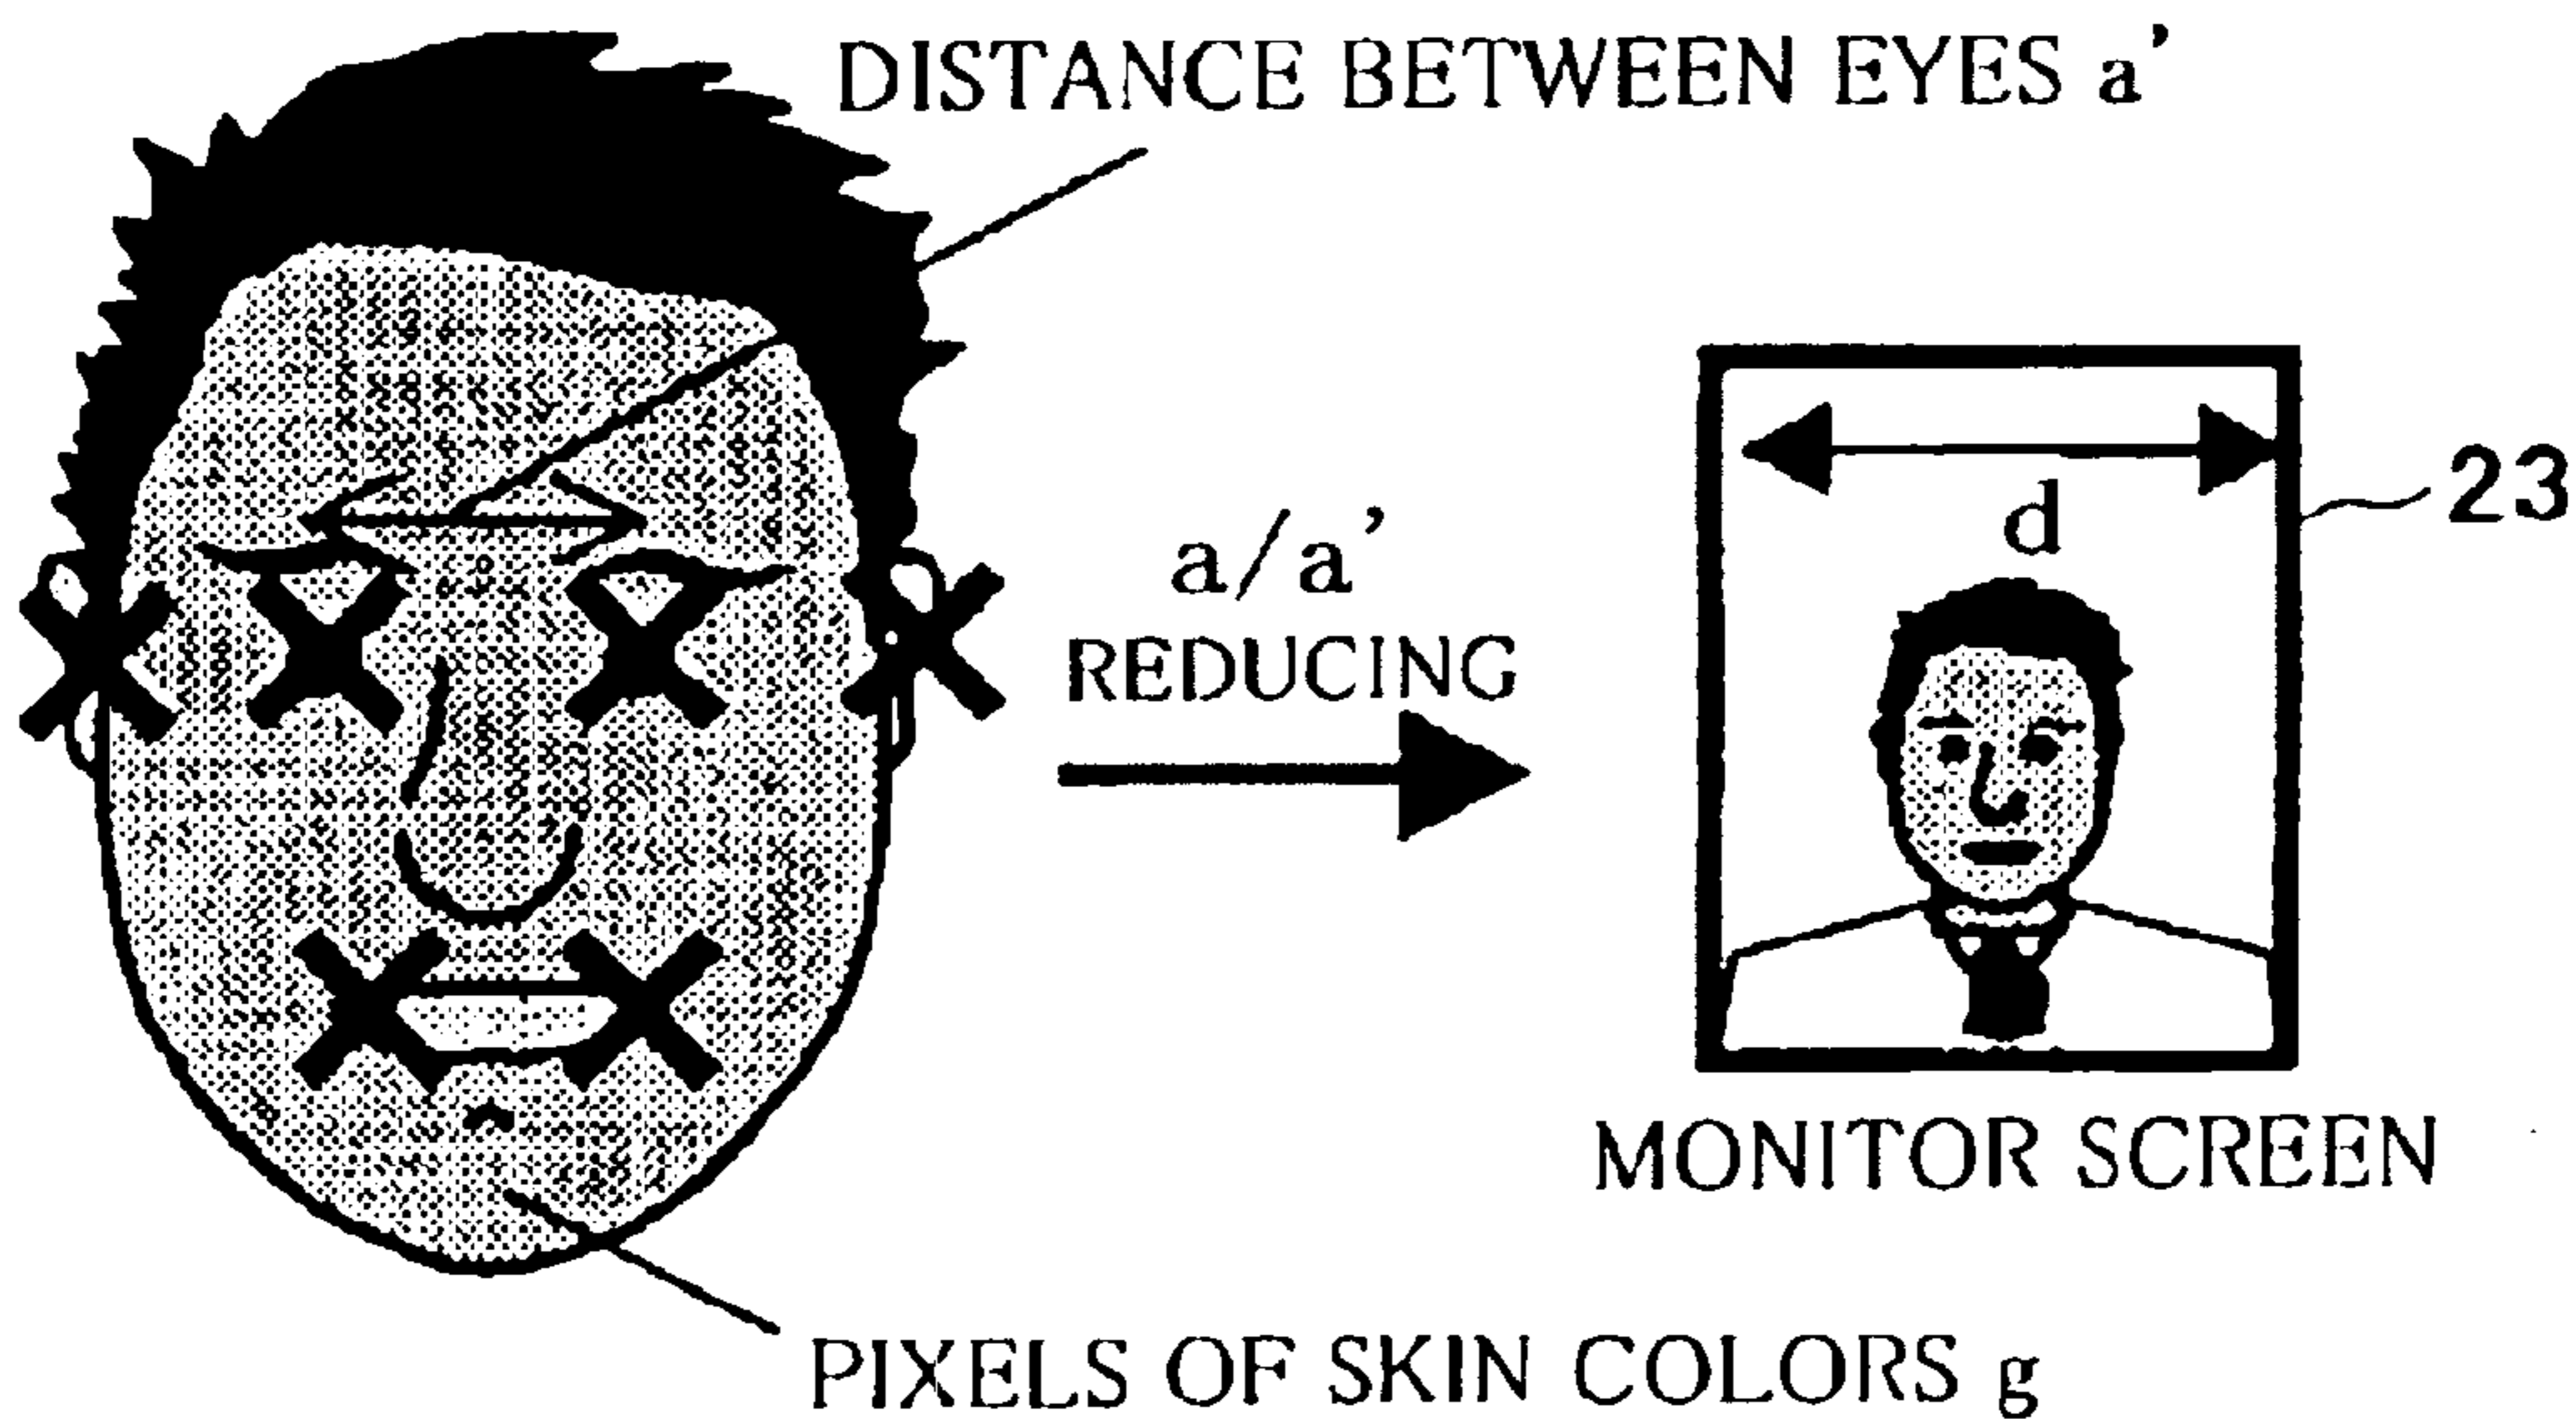 DISTANCE BETWEEN EYES a'
a/a'
REDUCING
d
23
MONITOR SCREEN
PIXELS OF SKIN COLORS g